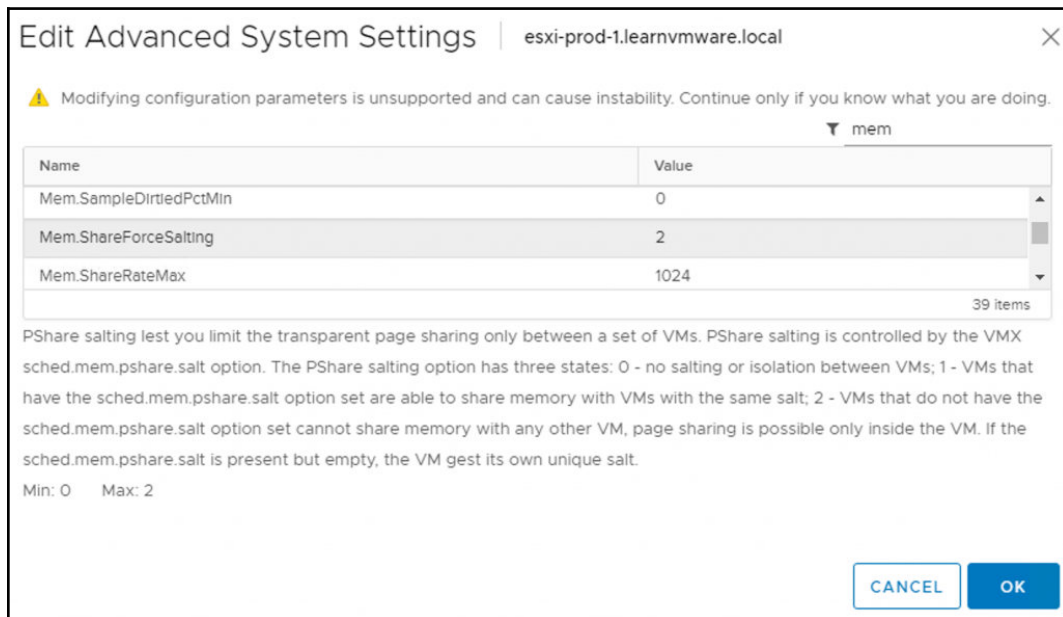 Edit Advanced System Settings esxi-prod-1.learnvmware.local
Modifying configuration parameters is unsupported and can cause instability. Continue only if you know what you are doing.
mem
Name Value
Mem.SampleDirtiedPctMin 0
Mem.ShareForceSalting 2
Mem.ShareRateMax 1024
39 items
PShare salting lest you limit the transparent page sharing only between a set of VMs. PShare salting is controlled by the VMX
sched.mem.pshare.salt option. The PShare salting option has three states: 0 - no salting or isolation between VMs; 1 - VMs that
have the sched.mem.pshare.salt option set are able to share memory with VMs with the same salt; 2 - VMs that do not have the
sched.mem.pshare.salt option set cannot share memory with any other VM, page sharing is possible only inside the VM. If the
sched.mem.pshare.salt is present but empty, the VM gest its own unique salt.
Min: 0 Max: 2
CANCEL OK